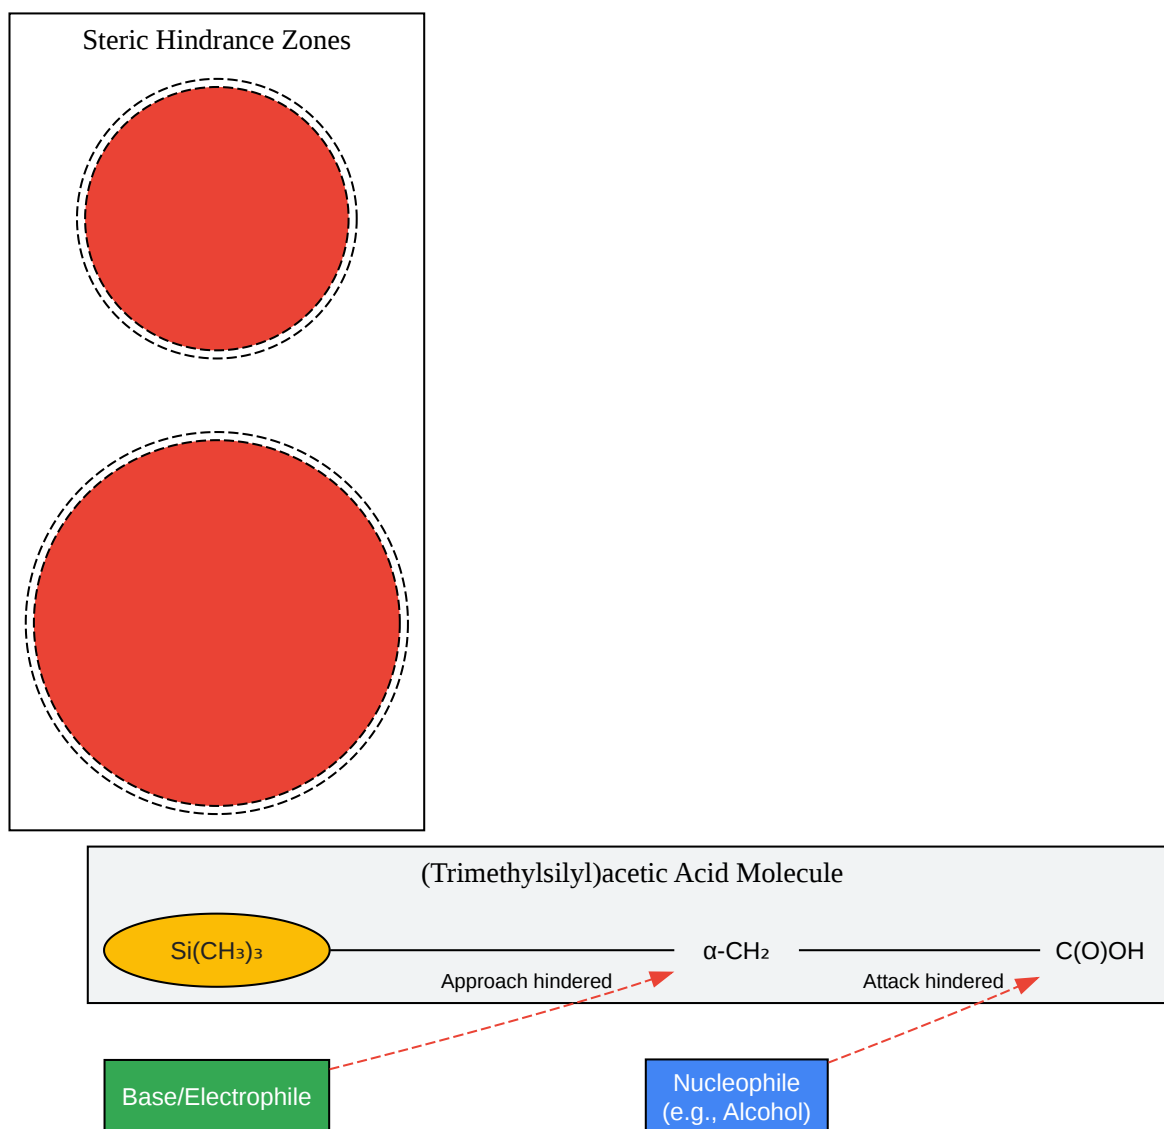 Steric Hindrance Zones
(Trimethylsilyl)acetic Acid Molecule
Si(CH₃)₃
α-CH₂
C(O)OH
Approach hindered
Attack hindered
Base/Electrophile
Nucleophile
(e.g., Alcohol)